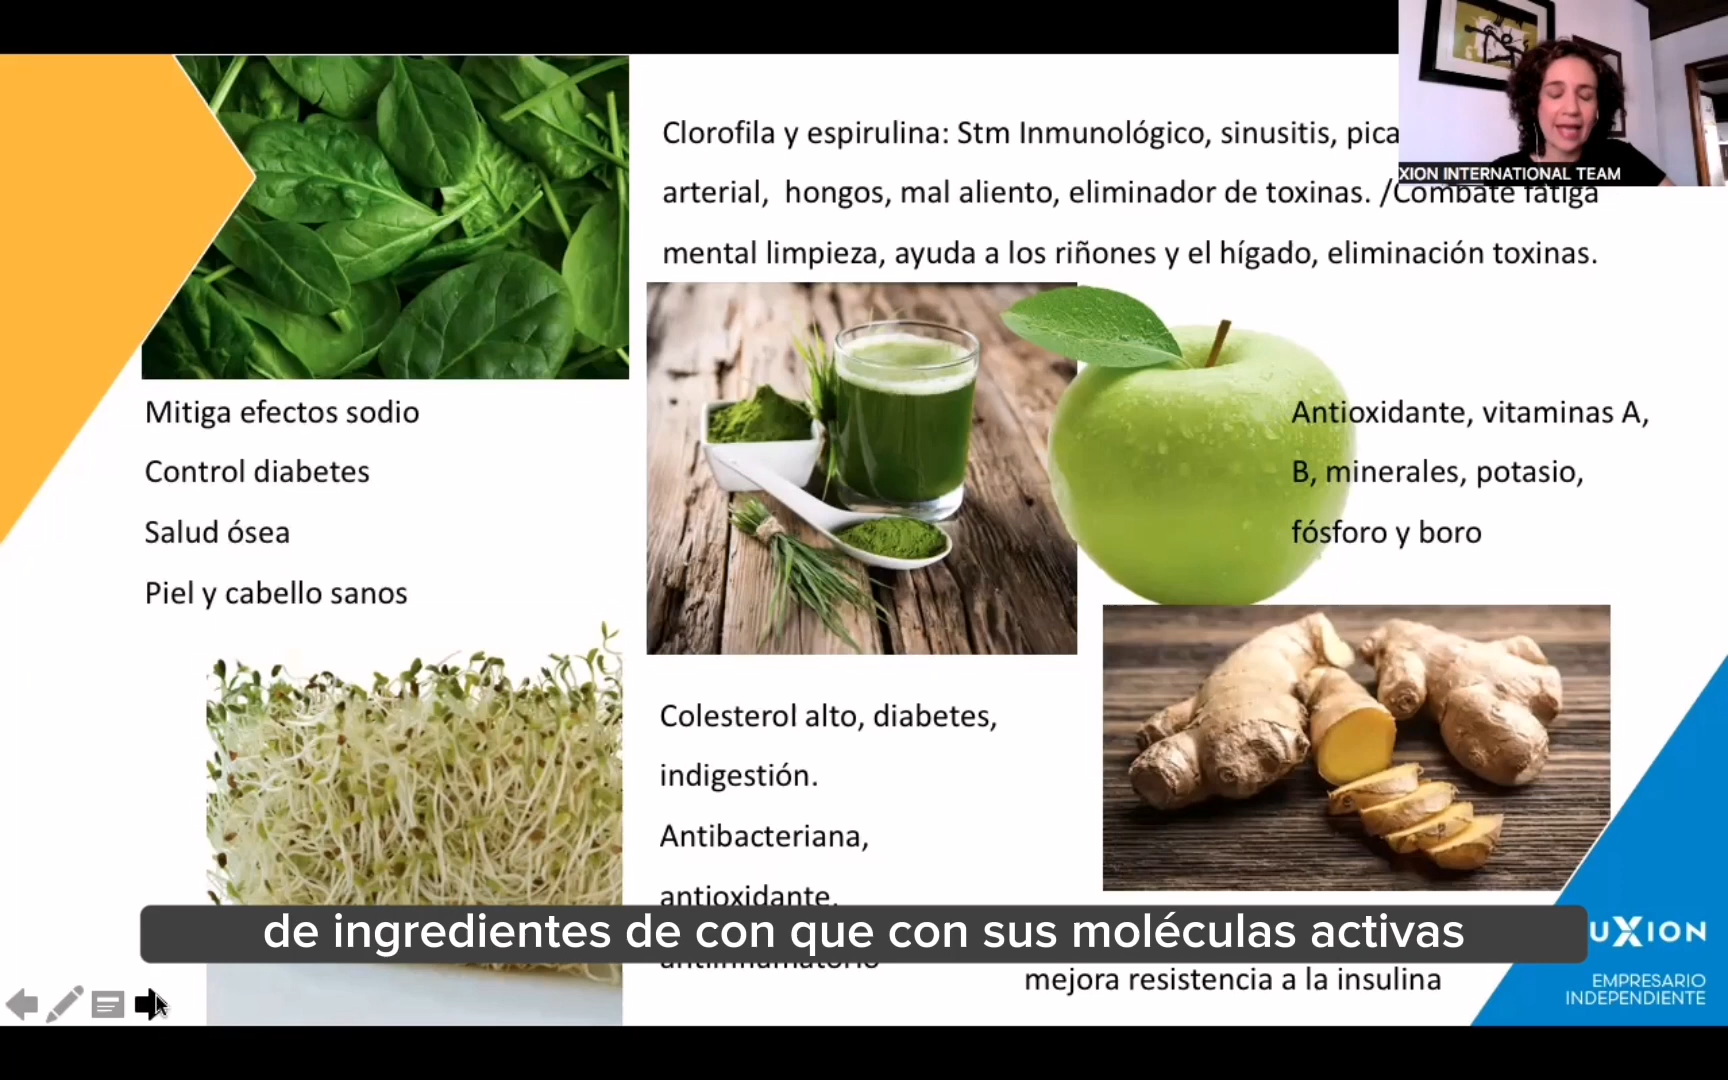 Clorofila y espirulina: Stm Inmunológico, sinusitis,
arterial, hongos, mal aliento, eliminador de toxinas. /Combate fatiga
mental limpieza, ayuda a los riñones y el hígado, eliminación toxinas.
XION INTERNATIONAL TEAM
Mitiga efectos sodio
Control diabetes
Salud ósea
Piel y cabello sanos
Antioxidante, vitaminas A,
B, minerales, potasio,
fósforo y boro
Colesterol alto, diabetes,
indigestión.
Antibacteriana,
antioxidante,
antiinflamatorio
mejora resistencia a la insulina
de ingredientes de con que con sus moléculas activas
UXION
EMPRESARIO
INDEPENDIENTE